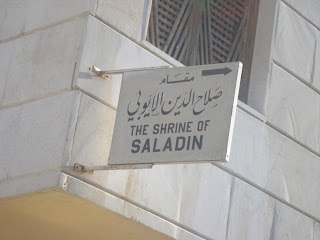 مقام
صلاح الدين الايوبي
THE SHRINE OF
SALADIN